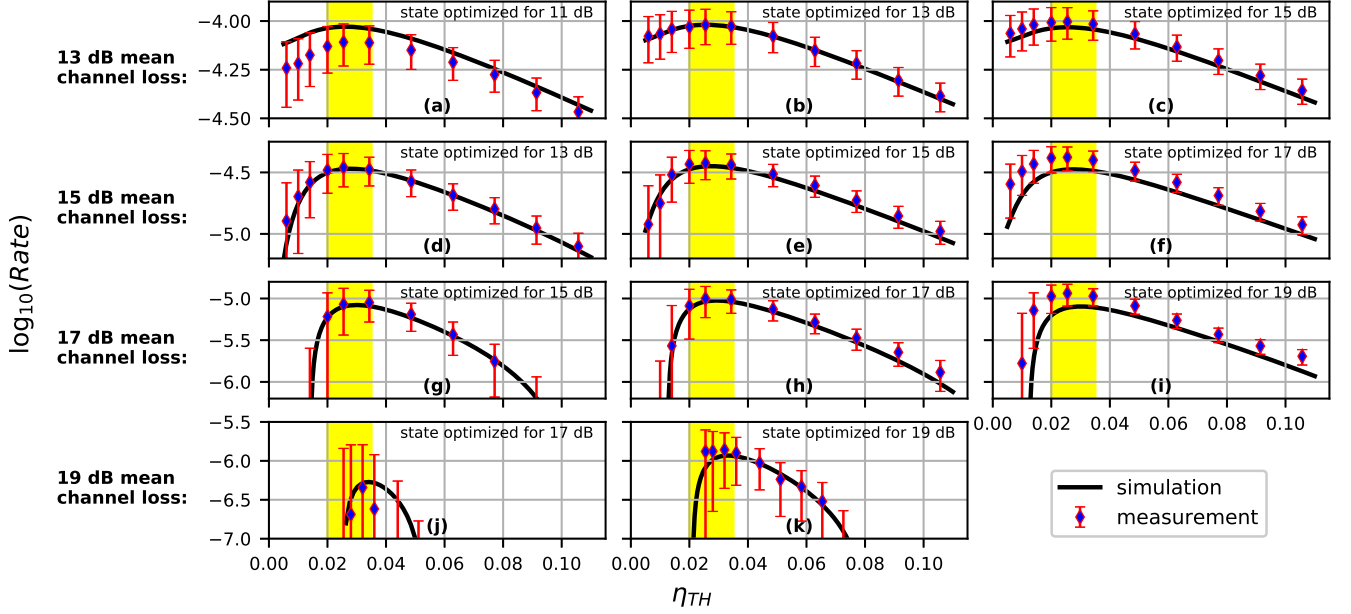 −4.00
−4.25
−4.50
13 dB mean
channel loss:
state optimized for 11 dB
(a)
state optimized for 13 dB
(b)
state optimized for 15 dB
(c)
−4.5
−5.0
15 dB mean
channel loss:
state optimized for 13 dB
(d)
state optimized for 15 dB
(e)
state optimized for 17 dB
(f)
log10(Rate)
−5.0
−5.5
−6.0
17 dB mean
channel loss:
state optimized for 15 dB
(g)
state optimized for 17 dB
(h)
state optimized for 19 dB
(i)
0.00 0.02 0.04 0.06 0.08 0.10
−5.5
−6.0
−6.5
−7.0
19 dB mean
channel loss:
state optimized for 17 dB
(j)
state optimized for 19 dB
(k)
simulation
measurement
0.00 0.02 0.04 0.06 0.08 0.10
0.00 0.02 0.04 0.06 0.08 0.10
ηTH